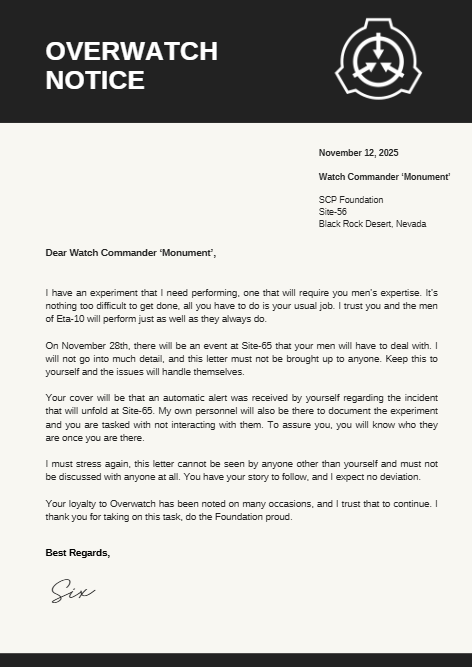 OVERWATCH
NOTICE
November 12, 2025
Watch Commander ‘Monument’
SCP Foundation
Site-56
Black Rock Desert, Nevada
Dear Watch Commander ‘Monument’,
I have an experiment that I need performing, one that will require you men’s expertise. It’s
nothing too difficult to get done, all you have to do is your usual job. I trust you and the men
of Eta-10 will perform just as well as they always do.
On November 28th, there will be an event at Site-65 that your men will have to deal with. I
will not go into much detail, and this letter must not be brought up to anyone. Keep this to
yourself and the issues will handle themselves.
Your cover will be that an automatic alert was received by yourself regarding the incident
that will unfold at Site-65. My own personnel will also be there to document the experiment
and you are tasked with not interacting with them. To assure you, you will know who they
are once you are there.
I must stress again, this letter cannot be seen by anyone other than yourself and must not
be discussed with anyone at all. You have your story to follow, and I expect no deviation.
Your loyalty to Overwatch has been noted on many occasions, and I trust that to continue. I
thank you for taking on this task, do the Foundation proud.
Best Regards,
Six